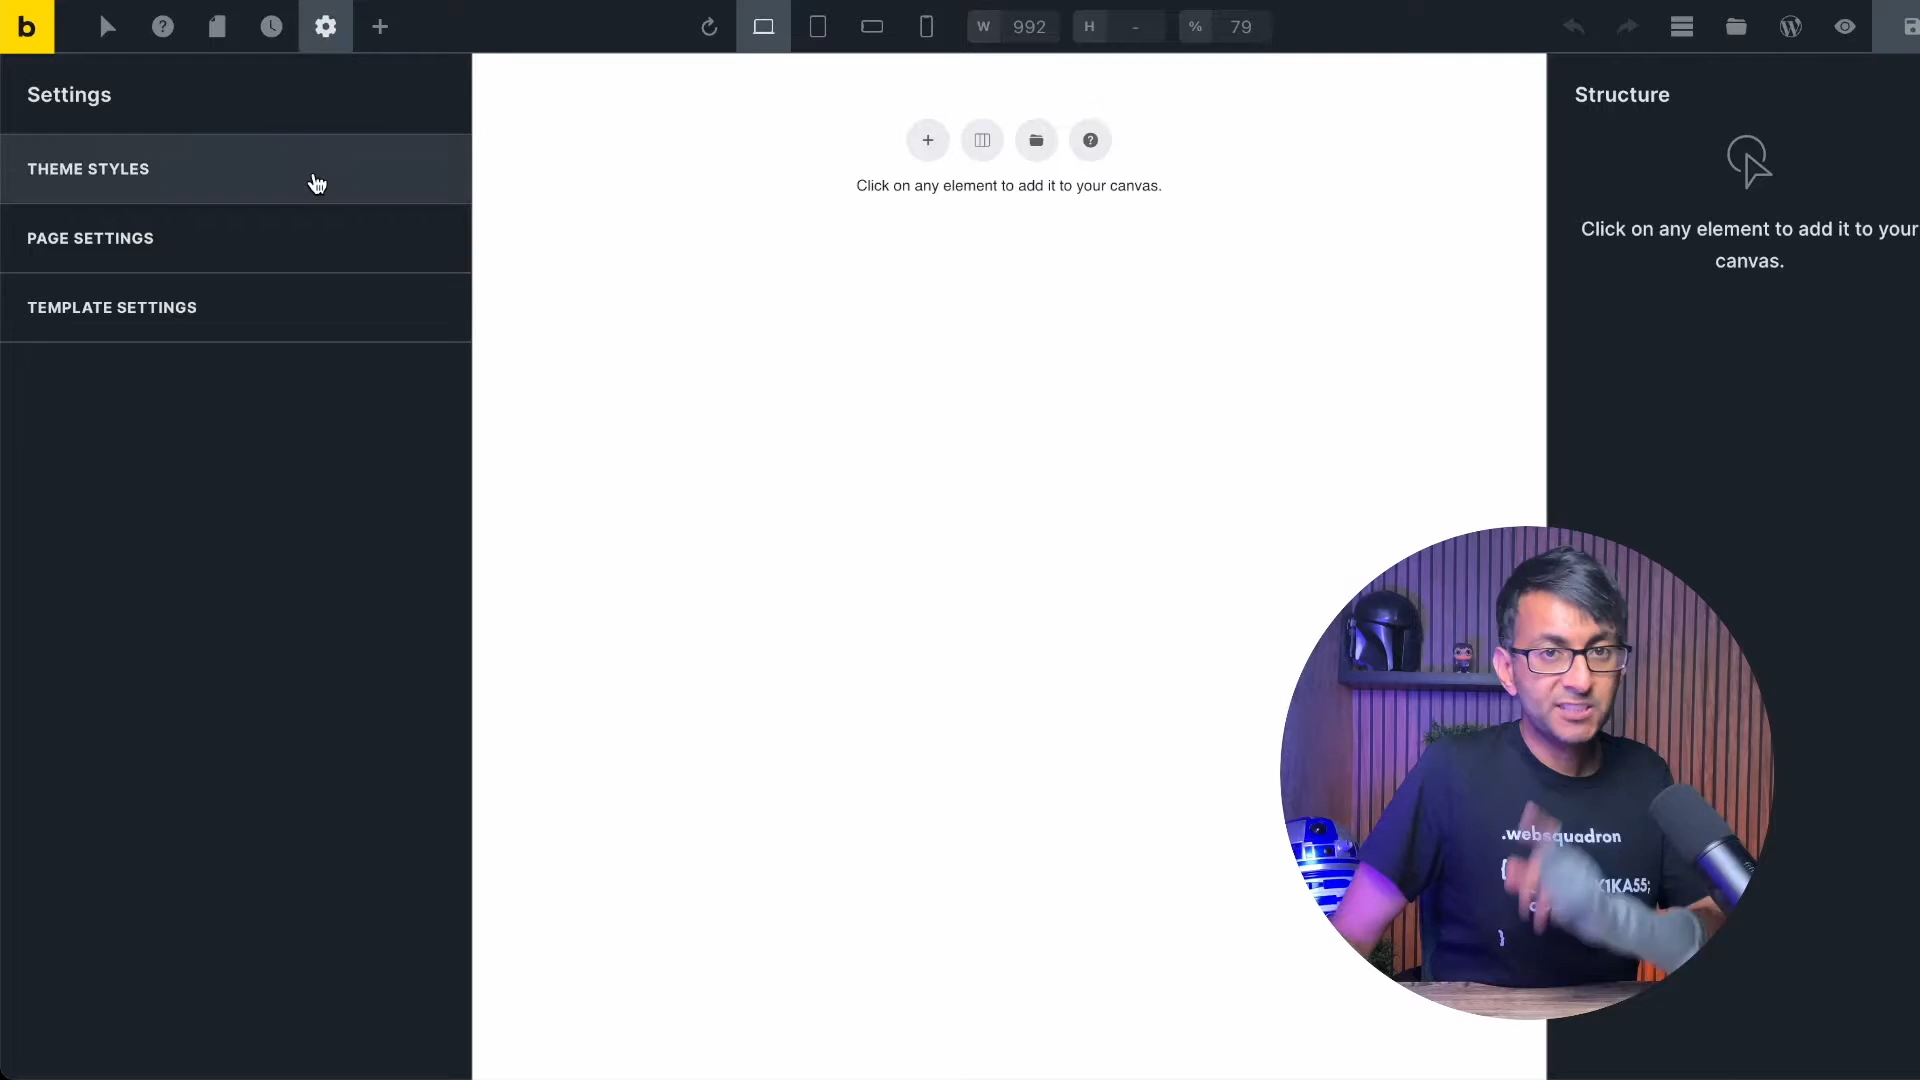 b
W 992
H -
% 79
Settings
THEME STYLES
PAGE SETTINGS
TEMPLATE SETTINGS
Click on any element to add it to your canvas.
Structure
Click on any element to add it to your
canvas.
.websquadron
{
K1KA55;
}